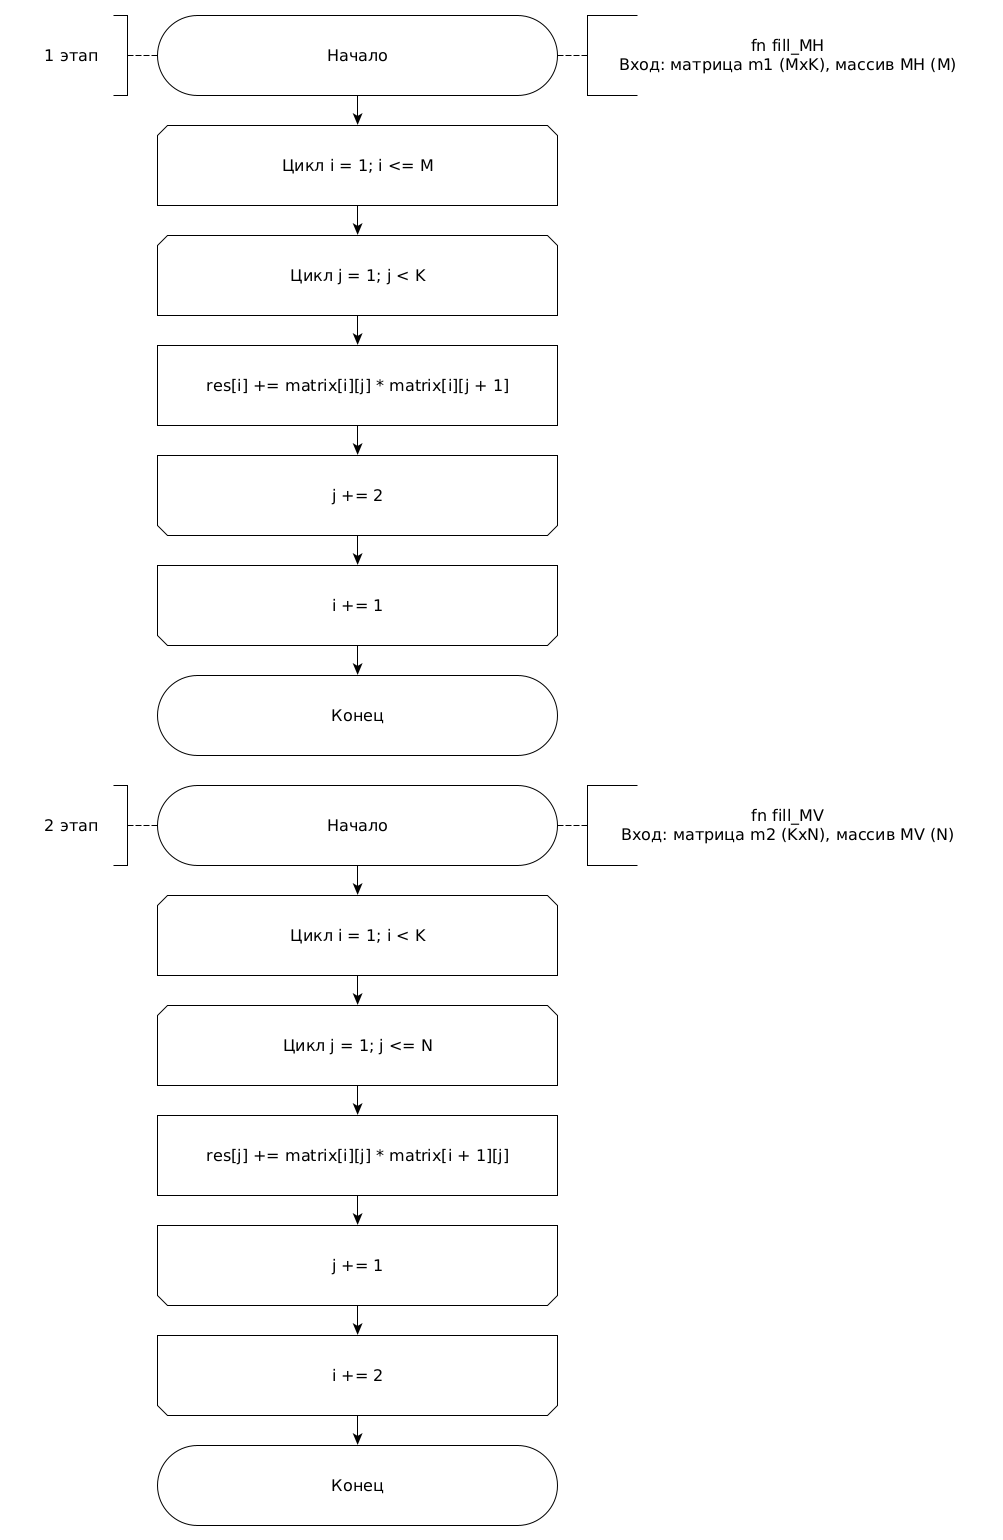 1 этап
Начало
fn fill_MH
Вход: матрица m1 (MxK), массив MH (M)
Цикл i = 1; i <= M
Цикл j = 1; j < K
res[i] += matrix[i][j] * matrix[i][j + 1]
j += 2
i += 1
Конец
2 этап
Начало
fn fill_MV
Вход: матрица m2 (KxN), массив MV (N)
Цикл i = 1; i < K
Цикл j = 1; j <= N
res[j] += matrix[i][j] * matrix[i + 1][j]
j += 1
i += 2
Конец